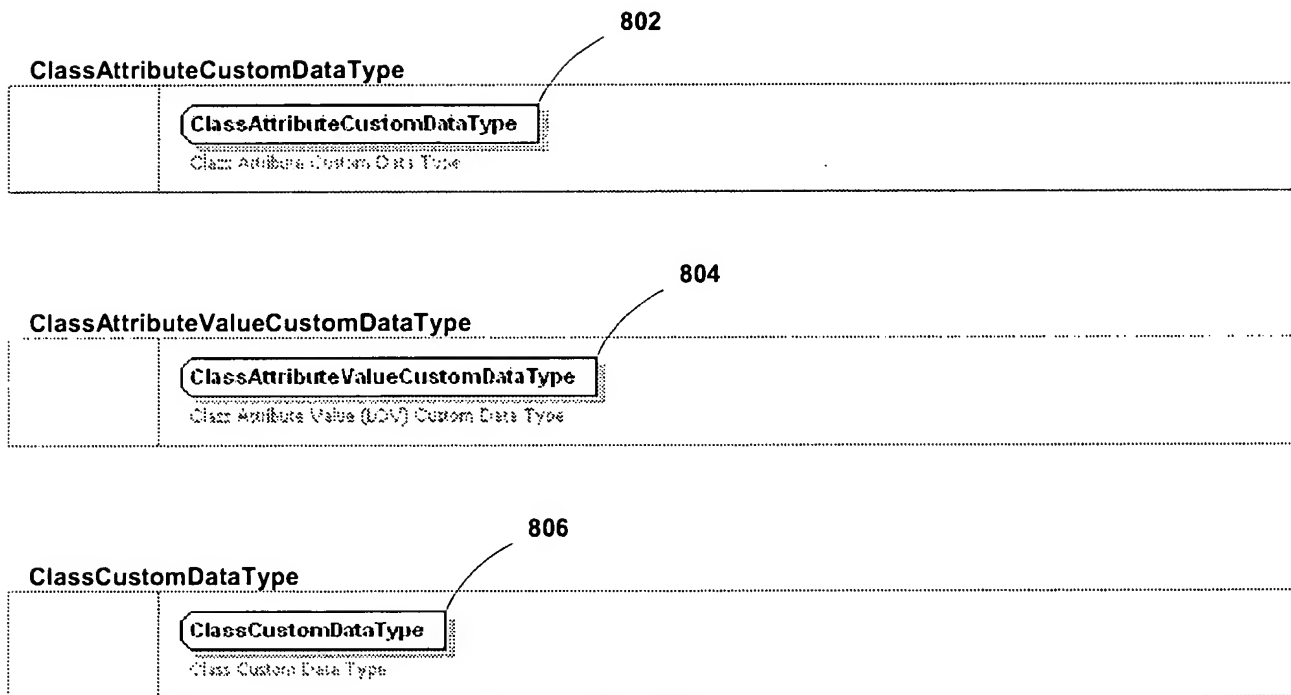 802
ClassAttributeCustomDataType
ClassAttributeCustomDataType
Class Attribute Custom Data Type
804
ClassAttributeValueCustomDataType
ClassAttributeValueCustomDataType
Class Attribute Value (LOV) Custom Data Type
806
ClassCustomDataType
ClassCustomDataType
Class Custom Data Type